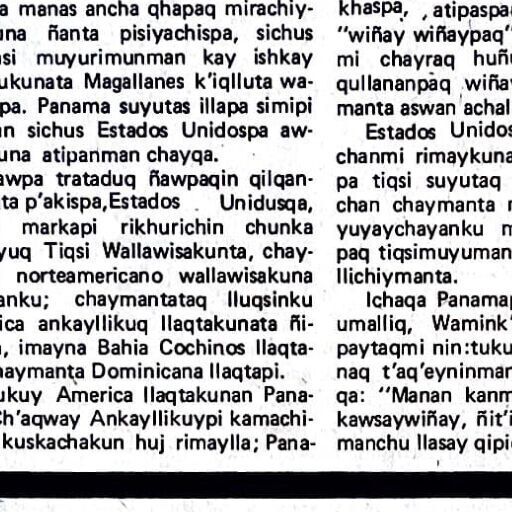 a manas ancha qhapaq mirachiy-
una ñanta pisiyachispa, sichus
si muyurimunman kay ishkay
ukunata Magallanes k'iqlluta wa-
pa. Panama suyutas illapa simipi
an sichus Estados Unidospa aw-
una atipanman chayqa.
awpa trataduq ñawpaqin qilqan-
ta p'akispa,Estados Unidusqa,
markapi rikhurichin chunka
yuq Tiqsi Wallawisakunta, chay-
norteamericano wallawisakuna
anku; chaymantataq lluqsinku
ica ankayllikuq llaqtakunata ñi-
, imayna Bahia Cochinos llaqta-
haymanta Dominicana llaqtapi.
ukuy America llaqtakunan Pana-
Ch'aqway Ankayllikuypi kamachi-
kuskachakun huj rimaylla; Pana-
khaspa, , atipaspa
"wiñay wiñaypaq"
mi chayraq huñu
qullananpaq wiña
manta aswan achal
Estados Unidos
chanmi rimaykuna
pa tiqsi suyutaq
chan chaymanta
yuyaychayanku m
paq tiqsimuyuman
llichiymanta.
Ichaqa Panamap
umalliq, Wamink'
paytaqmi nin:tuku
naq t'aq'eyninman
qa: "Manan kanm
kawsaywiñay, ñit'i
manchu llasay qipi